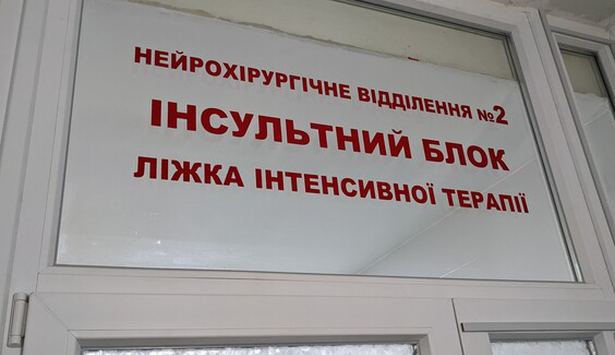 НЕЙРОХІРУРГІЧНЕ ВІДДІЛЕННЯ №2
ІНСУЛЬТНИЙ БЛОК
ЛІЖКА ІНТЕНСИВНОЇ ТЕРАПІЇ